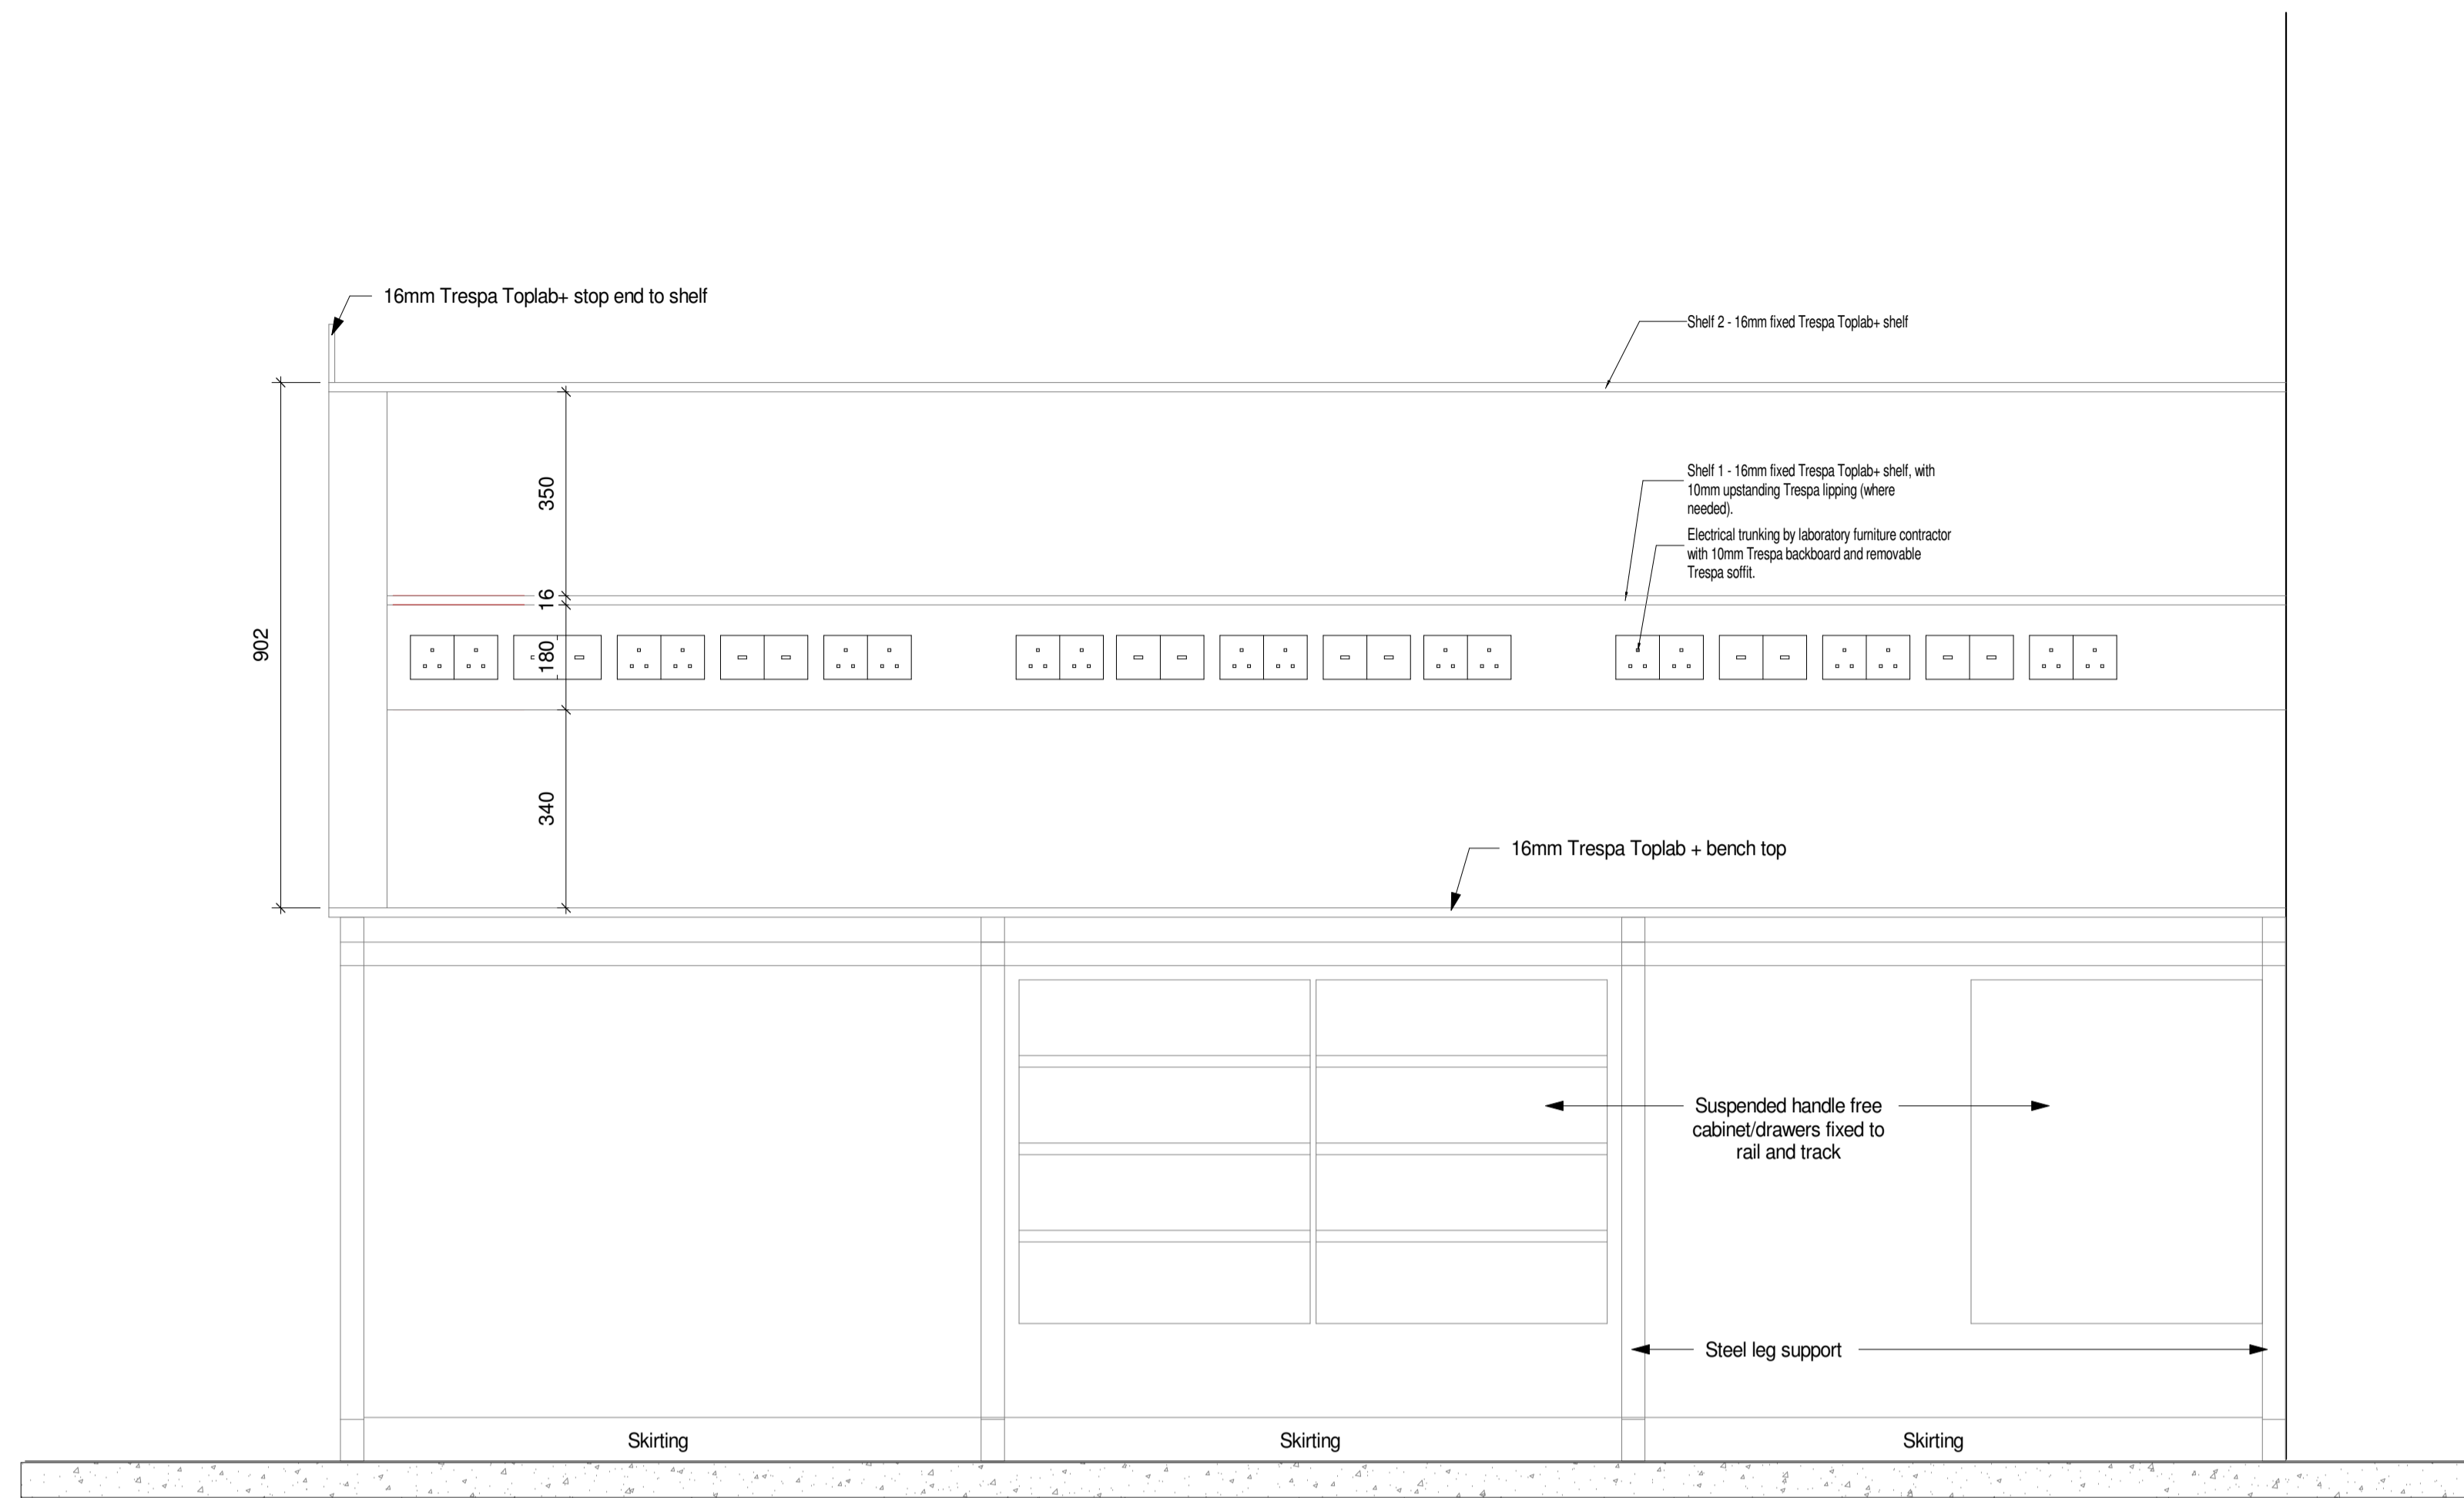 16mm Trespa Toplab+ stop end to shelf
Shelf 2 - 16mm fixed Trespa Toplab+ shelf
Shelf 1 - 16mm fixed Trespa Toplab+ shelf, with
10mm upstanding Trespa lipping (where
needed).
Electrical trunking by laboratory furniture contractor
with 10mm Trespa backboard and removable
Trespa soffit.
350
16
902
180
340
16mm Trespa Toplab + bench top
Suspended handle free
cabinet/drawers fixed to
rail and track
Steel leg support
Skirting
Skirting
Skirting